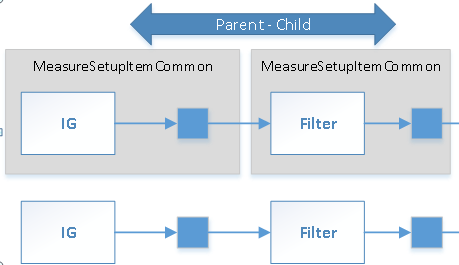 Parent - Child
MeasureSetupItemCommon
MeasureSetupItemCommon
IG
Filter
IG
Filter